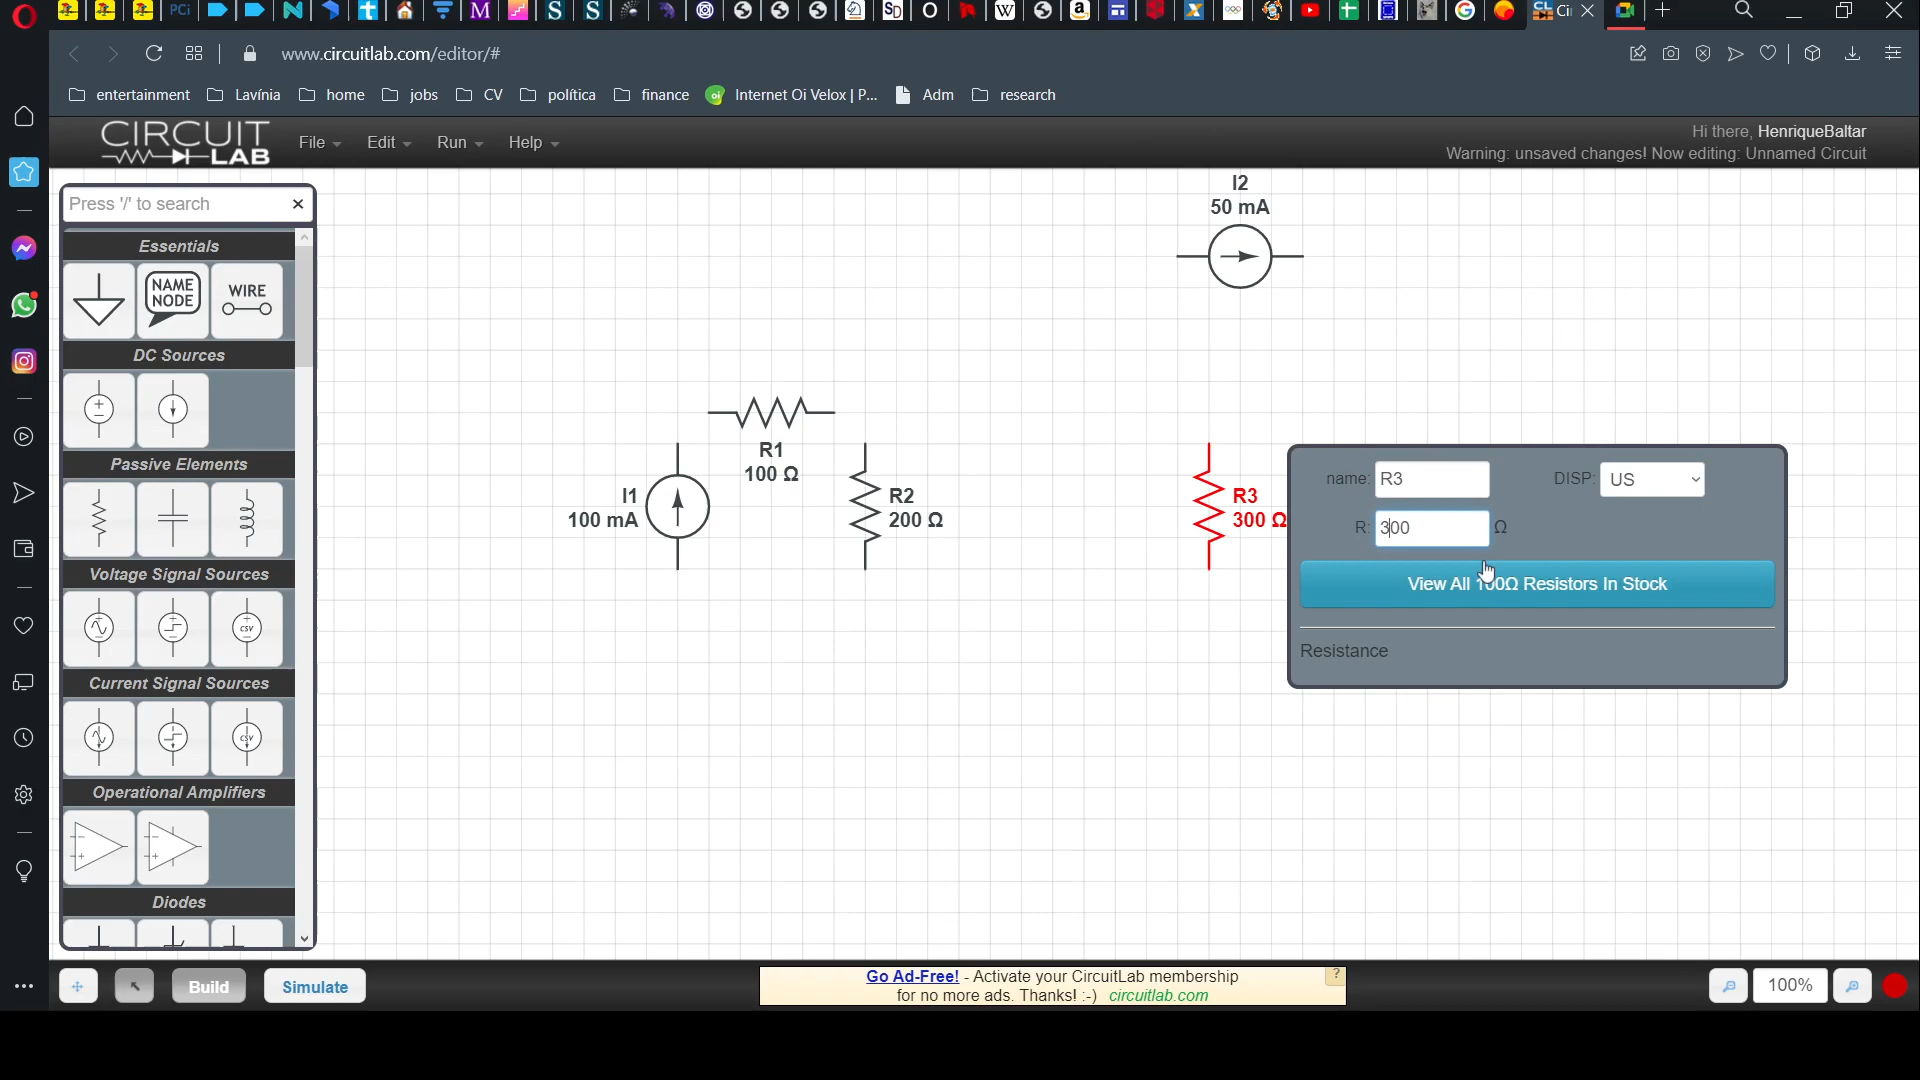 www.circuitlab.com/editor/#
entertainment
Lavínia
home
jobs
CV
política
finance
Internet Oi Velox | P...
Adm
research
CIRCUIT
LAB
File
Edit
Run
Help
Hi there, HenriqueBaltar
Warning: unsaved changes! Now editing: Unnamed Circuit
Press '/' to search
Essentials
NAME
NODE
WIRE
DC Sources
Passive Elements
Voltage Signal Sources
CSV
Current Signal Sources
CSV
Operational Amplifiers
Diodes
I2
50 mA
R1
100 Ω
I1
100 mA
R2
200 Ω
R3
300 Ω
name: R3
DISP: US
R: 300 Ω
View All 100Ω Resistors In Stock
Resistance
Build
Simulate
Go Ad-Free! - Activate your CircuitLab membership
for no more ads. Thanks! :-) circuitlab.com
?
100%